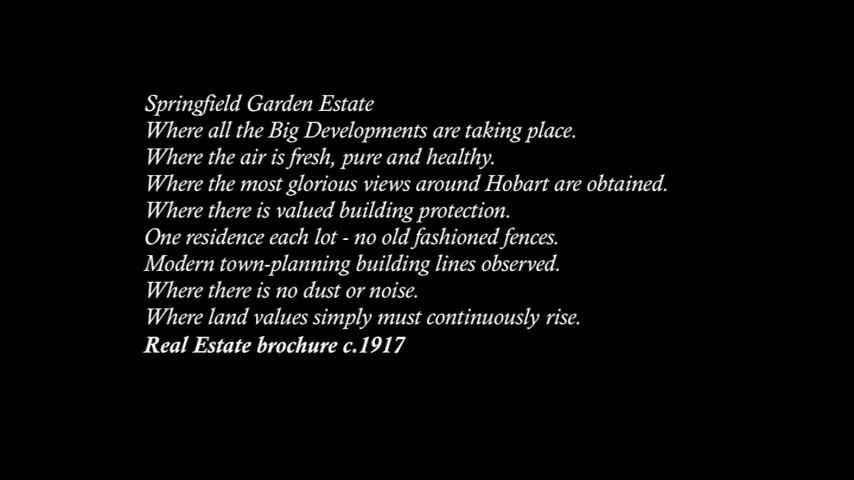 Springfield Garden Estate
Where all the Big Developments are taking place.
Where the air is fresh, pure and healthy.
Where the most glorious views around Hobart are obtained.
Where there is valued building protection.
One residence each lot - no old fashioned fences.
Modern town-planning building lines observed.
Where there is no dust or noise.
Where land values simply must continuously rise.
Real Estate brochure c.1917